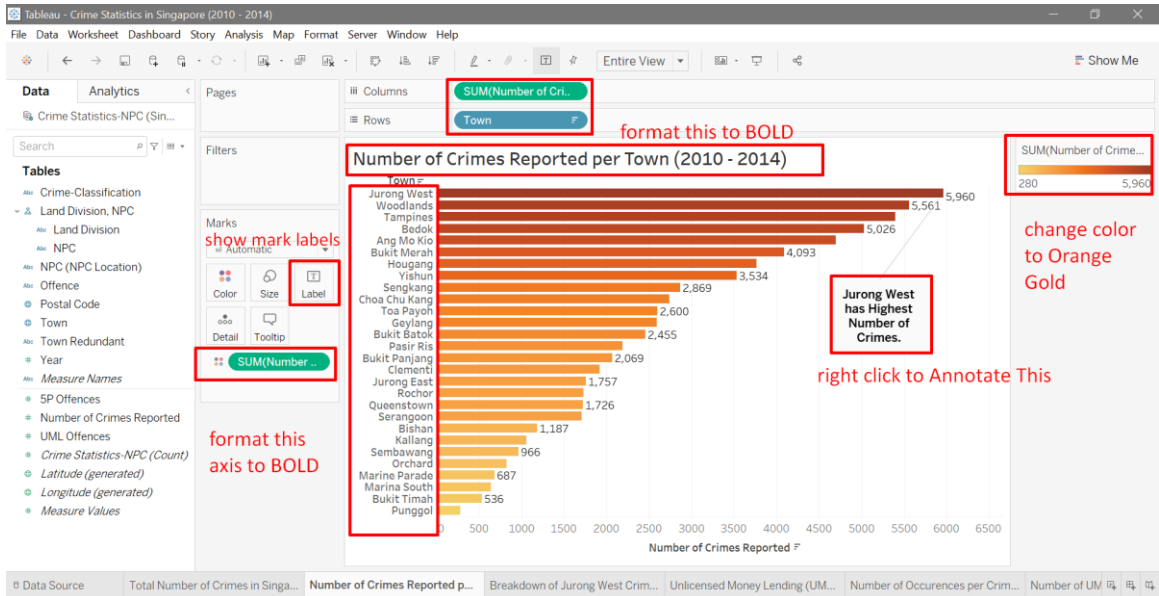 Tableau - Crime Statistics in Singapore (2010 - 2014)
File Data Worksheet Dashboard Story Analysis Map Format Server Window Help
Entire View
Show Me
Data Analytics
Crime Statistics-NPC (Sin...
Search
Tables
Abc Crime-Classification
Land Division, NPC
Abc Land Division
Abc NPC
Abc NPC (NPC Location)
Abc Offence
Postal Code
Town
Abc Town Redundant
# Year
Abc Measure Names
# 5P Offences
# Number of Crimes Reported
# UML Offences
# Crime Statistics-NPC (Count)
Latitude (generated)
Longitude (generated)
# Measure Values
Pages
Filters
Marks
show mark labels
Automatic
Color Size Label
Detail Tooltip
SUM(Number ..
format this
axis to BOLD
Columns SUM(Number of Cri..
Rows Town
format this to BOLD
Number of Crimes Reported per Town (2010 - 2014)
Town
Jurong West 5,960
Woodlands 5,561
Tampines
Bedok 5,026
Ang Mo Kio
Bukit Merah 4,093
Hougang
Yishun 3,534
Sengkang 2,869
Choa Chu Kang
Toa Payoh 2,600
Geylang
Bukit Batok 2,455
Pasir Ris
Bukit Panjang 2,069
Clementi
Jurong East 1,757
Rochor
Queenstown 1,726
Serangoon
Bishan 1,187
Kallang
Sembawang 966
Orchard
Marine Parade 687
Marina South
Bukit Timah 536
Punggol
0 500 1000 1500 2000 2500 3000 3500 4000 4500 5000 5500 6000 6500
Number of Crimes Reported
Jurong West
has Highest
Number of
Crimes.
right click to Annotate This
SUM(Number of Crime...
280 5,960
change color
to Orange
Gold
Data Source Total Number of Crimes in Singa... Number of Crimes Reported p... Breakdown of Jurong West Crim... Unlicensed Money Lending (UM... Number of Occurences per Crim... Number of UM